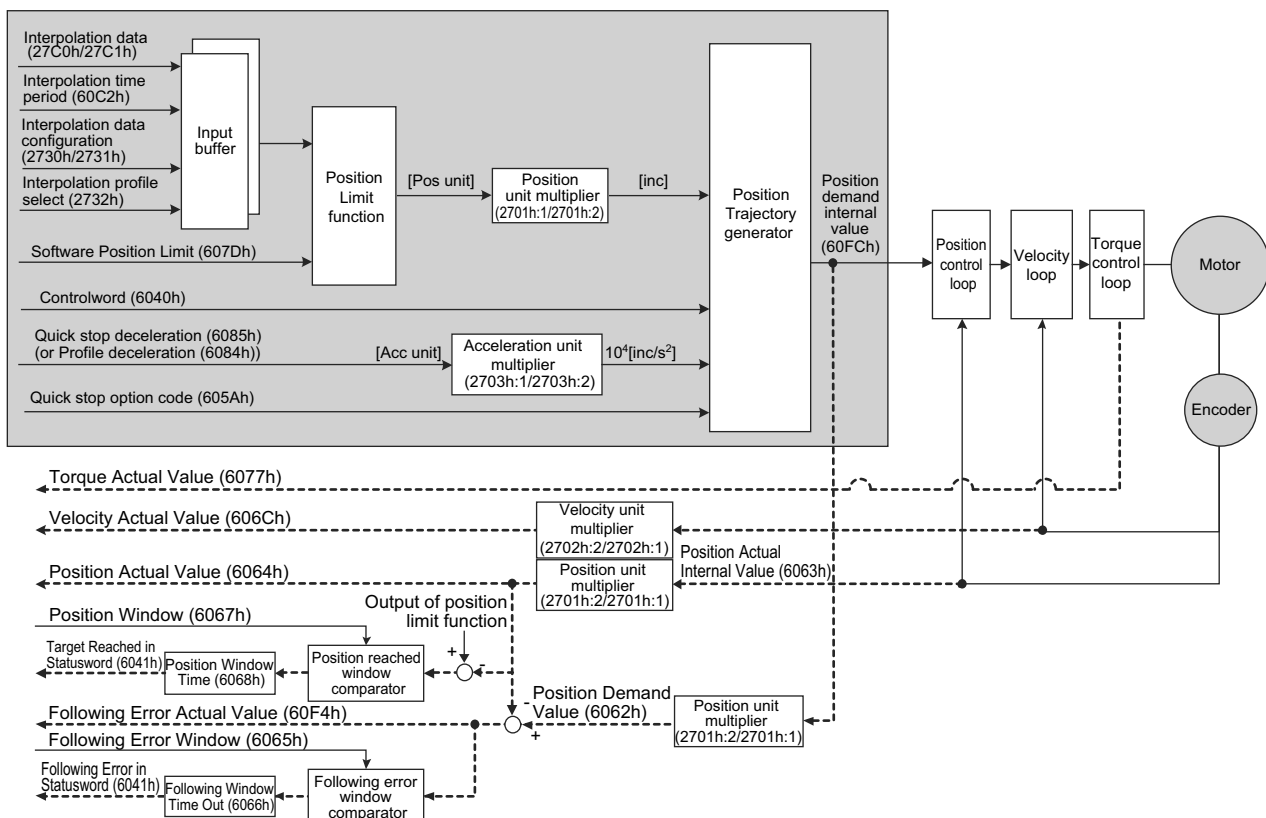 Interpolation data
(27C0h/27C1h)
Interpolation time
period (60C2h)
Interpolation data
configuration
(2730h/2731h)
Interpolation profile
select (2732h)
Input
buffer
Software Position Limit (607Dh)
Position
Limit
function
[Pos unit]
Position
unit multiplier
(2701h:1/2701h:2)
[inc]
Controlword (6040h)
Quick stop deceleration (6085h)
(or Profile deceleration (6084h))
[Acc unit]
Acceleration unit
multiplier
(2703h:1/2703h:2)
10⁴[inc/s²]
Quick stop option code (605Ah)
Position
Trajectory
generator
Position
demand
internal
value
(60FCh)
Position
control
loop
Velocity
loop
Torque
control
loop
Motor
Encoder
Torque Actual Value (6077h)
Velocity Actual Value (606Ch)
Velocity unit
multiplier
(2702h:2/2702h:1)
Position Actual Value (6064h)
Position unit
multiplier
(2701h:2/2701h:1)
Position Actual
Internal Value (6063h)
Position Window (6067h)
Output of position
limit function
+
-
Target Reached in
Statusword (6041h)
Position Window
Time (6068h)
Position reached
window
comparator
Following Error Actual Value (60F4h)
-
+
Position Demand
Value (6062h)
Position unit
multiplier
(2701h:2/2701h:1)
Following Error Window (6065h)
Following Error in
Statusword (6041h)
Following Window
Time Out (6066h)
Following error
window
comparator